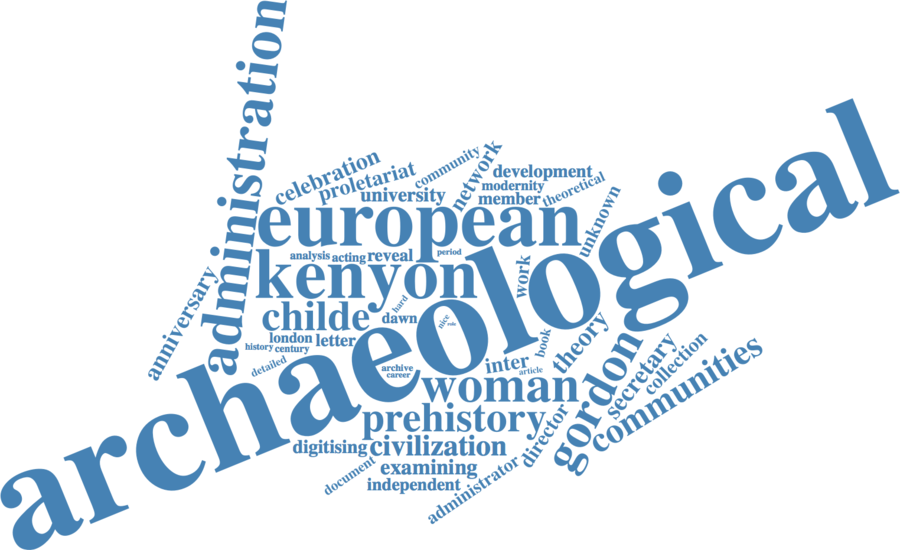 administration
celebration
proletariat
community
network
university
development
modernity
member
theoretical
european
unknown
analysis
acting
reveal
period
kenyon
work
archaeological
anniversary
childe
hard
dawn
nice
role
london
letter
history
century
detailed
archive
career
inter
article
book
theory
gordon
woman
secretary
collection
communities
prehistory
director
digitising
civilization
examining
document
independent
administrator